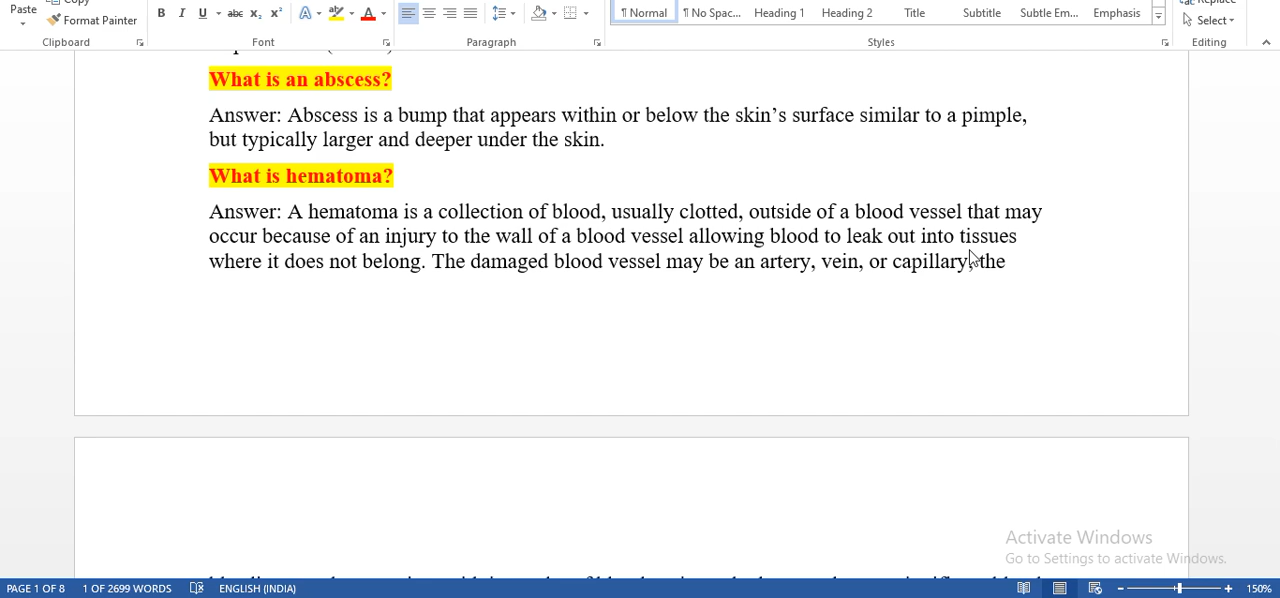 Paste
Copy
Format Painter
B I U abc x₂ x² A ab A
Normal
No Spac...
Heading 1
Heading 2
Title
Subtitle
Subtle Em...
Emphasis
Replace
Select
Clipboard
Font
Paragraph
Styles
Editing
What is an abscess?
Answer: Abscess is a bump that appears within or below the skin’s surface similar to a pimple,
but typically larger and deeper under the skin.
What is hematoma?
Answer: A hematoma is a collection of blood, usually clotted, outside of a blood vessel that may
occur because of an injury to the wall of a blood vessel allowing blood to leak out into tissues
where it does not belong. The damaged blood vessel may be an artery, vein, or capillary, the
Activate Windows
Go to Settings to activate Windows.
PAGE 1 OF 8
1 OF 2699 WORDS
ENGLISH (INDIA)
150%